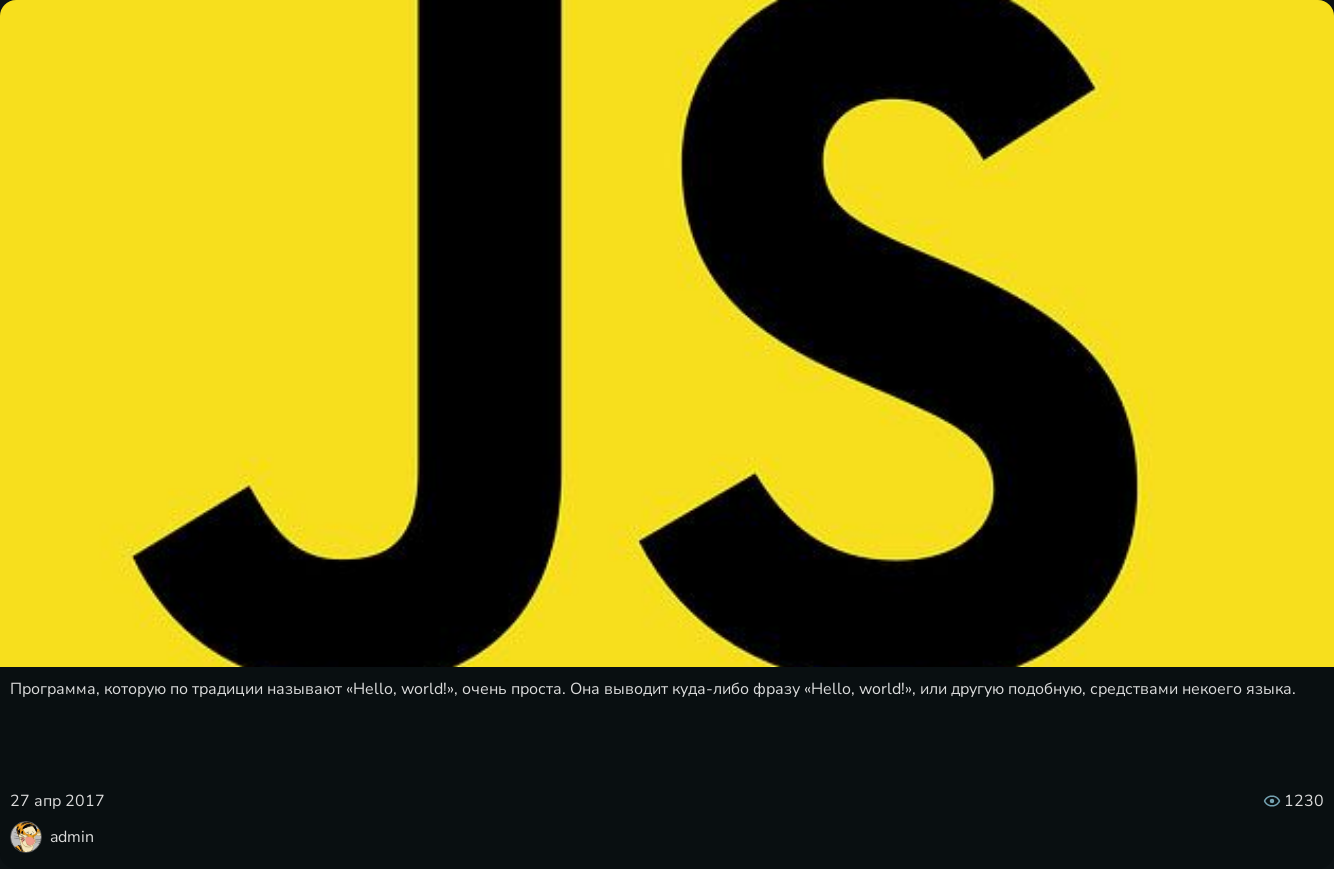 JS
Программа, которую по традиции называют «Hello, world!», очень проста. Она выводит куда-либо фразу «Hello, world!», или другую подобную, средствами некоего языка.
27 апр 2017
1230
admin